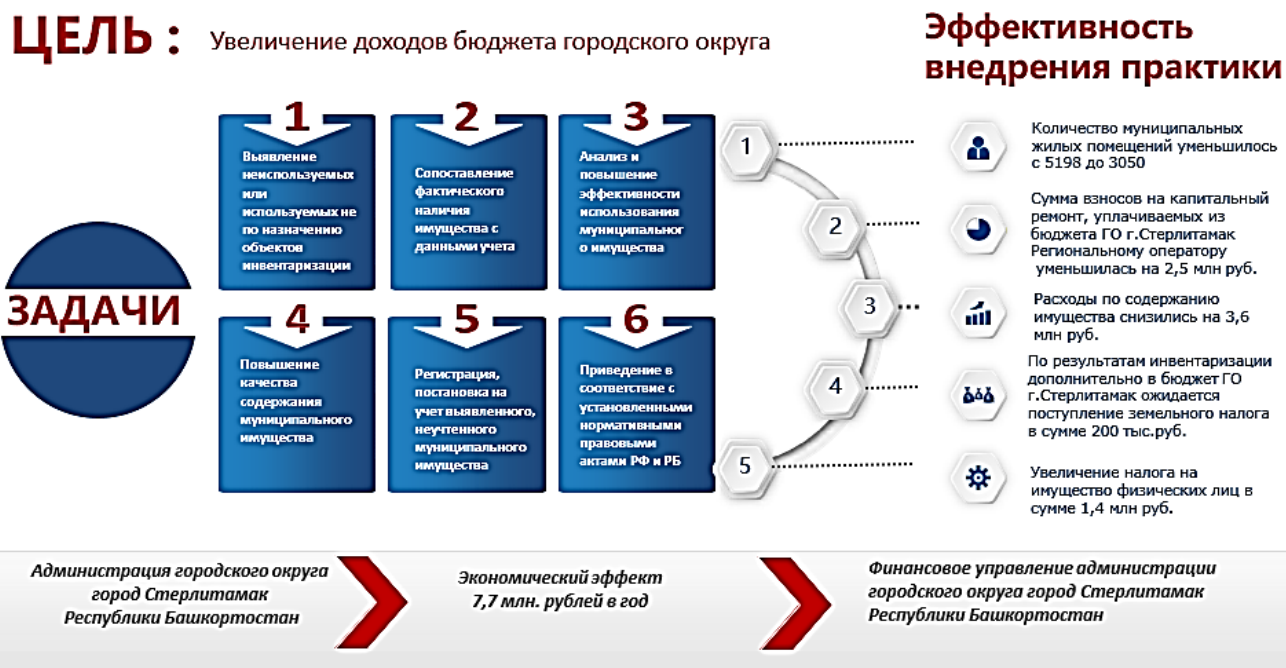 ЦЕЛЬ :
Увеличение доходов бюджета городского округа
ЗАДАЧИ
1
Выявление
неиспользуемых
или
используемых не
по назначению
объектов
инвентаризации
2
Сопоставление
фактического
наличия
имущества с
данными учета
3
Анализ и
повышение
эффективности
использования
муниципальног
о имущества
4
Повышение
качества
содержания
муниципального
имущества
5
Регистрация,
постановка на
учет выявленного,
неучтенного
муниципального
имущества
6
Приведение в
соответствие с
установленными
нормативными
правовыми
актами РФ и РБ
Эффективность
внедрения практики
1
Количество муниципальных
жилых помещений уменьшилось
с 5198 до 3050
2
Сумма взносов на капитальный
ремонт, уплачиваемых из
бюджета ГО г.Стерлитамак
Региональному оператору
уменьшилась на 2,5 млн руб.
3
Расходы по содержанию
имущества снизились на 3,6
млн руб.
4
По результатам инвентаризации
дополнительно в бюджет ГО
г.Стерлитамак ожидается
поступление земельного налога
в сумме 200 тыс.руб.
5
Увеличение налога на
имущество физических лиц в
сумме 1,4 млн руб.
Администрация городского округа
город Стерлитамак
Республики Башкортостан
Экономический эффект
7,7 млн. рублей в год
Финансовое управление администрации
городского округа город Стерлитамак
Республики Башкортостан